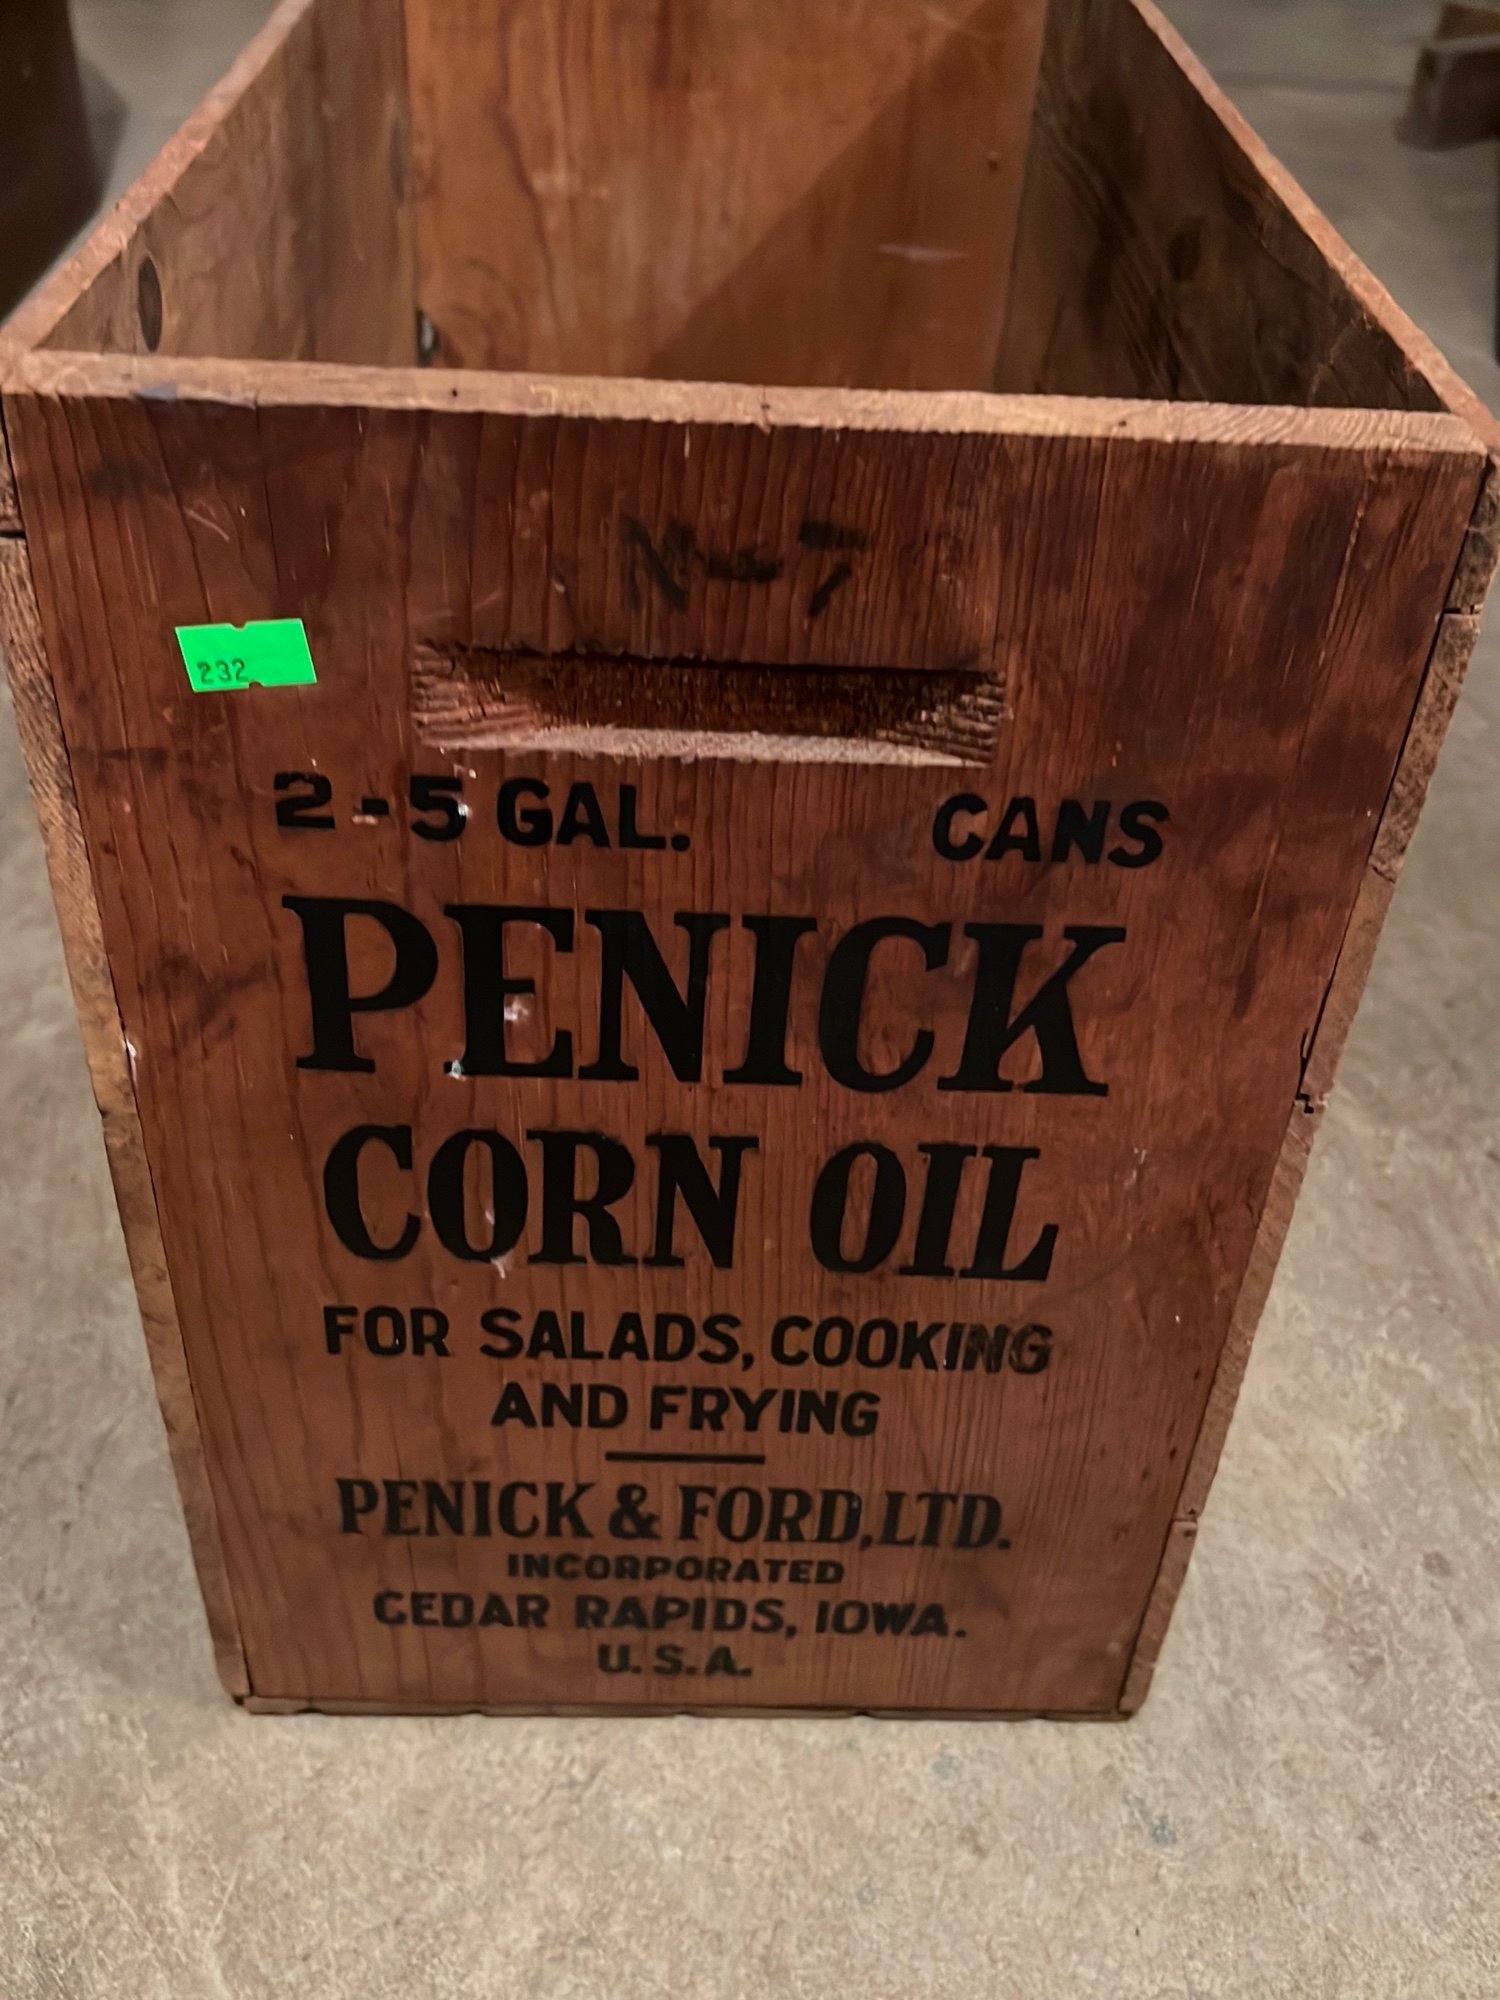 N-7
232
2-5 GAL. CANS
PENICK
CORN OIL
FOR SALADS, COOKING
AND FRYING
PENICK & FORD, LTD.
INCORPORATED
CEDAR RAPIDS, IOWA.
U.S.A.